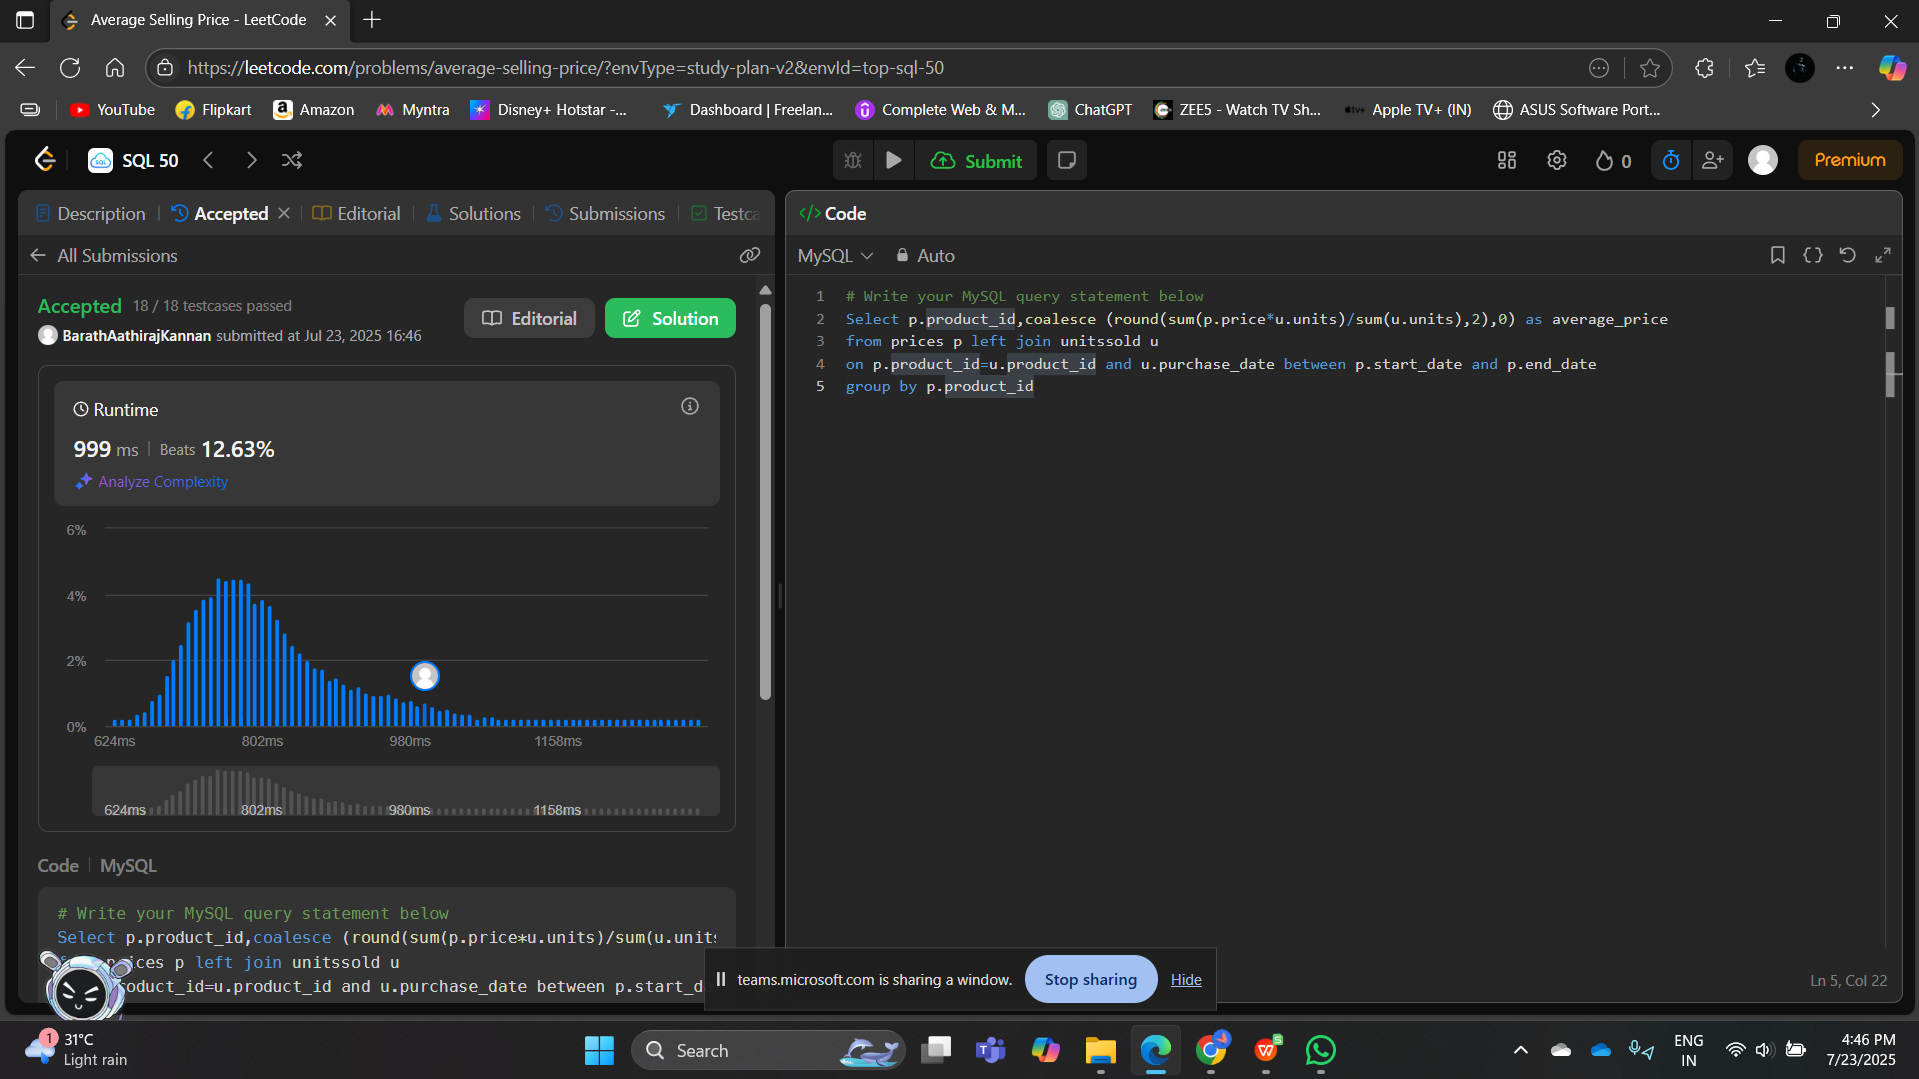 Average Selling Price - LeetCode
https://leetcode.com/problems/average-selling-price/?envType=study-plan-v2&envId=top-sql-50
YouTube
Flipkart
Amazon
Myntra
Disney+ Hotstar -...
Dashboard | Freelan...
Complete Web & M...
ChatGPT
ZEE5 - Watch TV Sh...
Apple TV+ (IN)
ASUS Software Port...
SQL 50
Submit
0
Premium
Description
Accepted
Editorial
Solutions
Submissions
Testca
All Submissions
Accepted 18 / 18 testcases passed
BarathAathirajKannan submitted at Jul 23, 2025 16:46
Editorial
Solution
Runtime
999 ms | Beats 12.63%
Analyze Complexity
6%
4%
2%
0%
624ms 802ms 980ms 1158ms
624ms 802ms 980ms 1158ms
Code | MySQL
# Write your MySQL query statement below
Select p.product_id,coalesce (round(sum(p.price*u.units)/sum(u.units
ices p left join unitssold u
oduct_id=u.product_id and u.purchase_date between p.start_d
</> Code
MySQL
Auto
1 # Write your MySQL query statement below
2 Select p.product_id,coalesce (round(sum(p.price*u.units)/sum(u.units),2),0) as average_price
3 from prices p left join unitssold u
4 on p.product_id=u.product_id and u.purchase_date between p.start_date and p.end_date
5 group by p.product_id
Ln 5, Col 22
teams.microsoft.com is sharing a window.
Stop sharing
Hide
1
31°C
Light rain
Search
ENG
IN
4:46 PM
7/23/2025